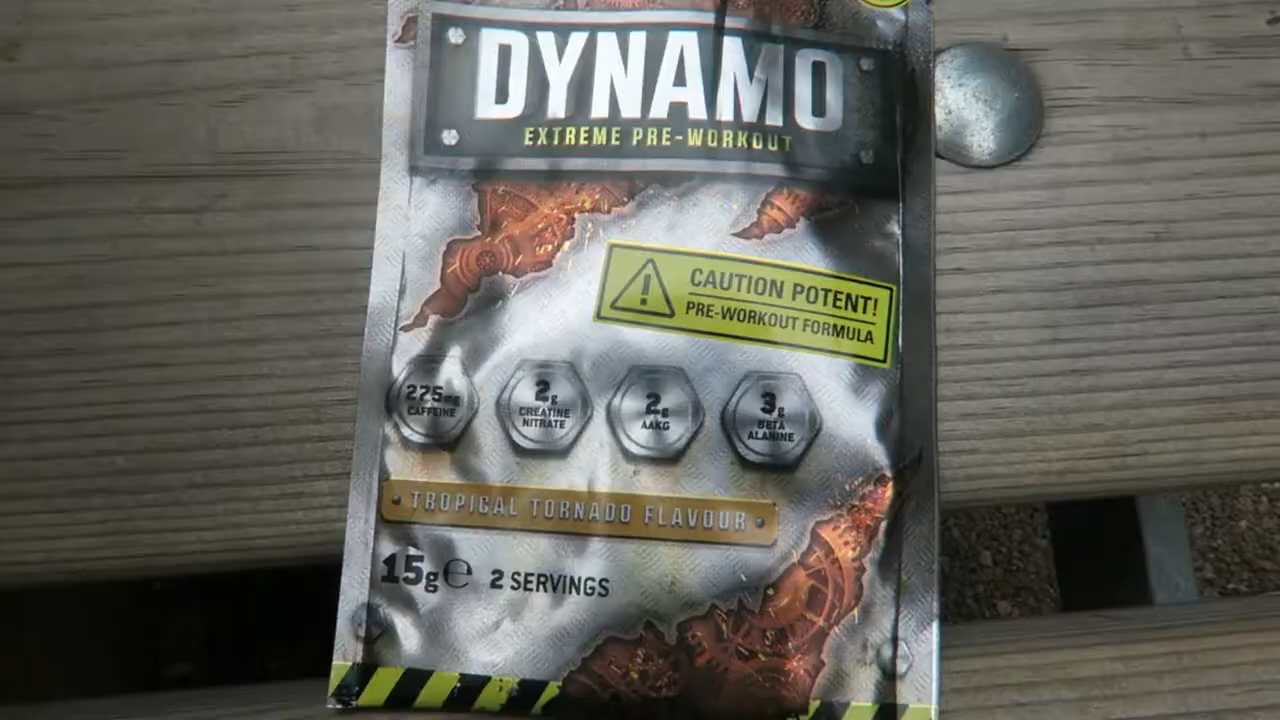 DYNAMO
EXTREME PRE-WORKOUT
CAUTION POTENT!
PRE-WORKOUT FORMULA
275mg
CAFFEINE
2g
CREATINE
NITRATE
2g
AAKG
3g
BETA
ALANINE
TROPICAL TORNADO FLAVOUR
15g℮ 2 SERVINGS